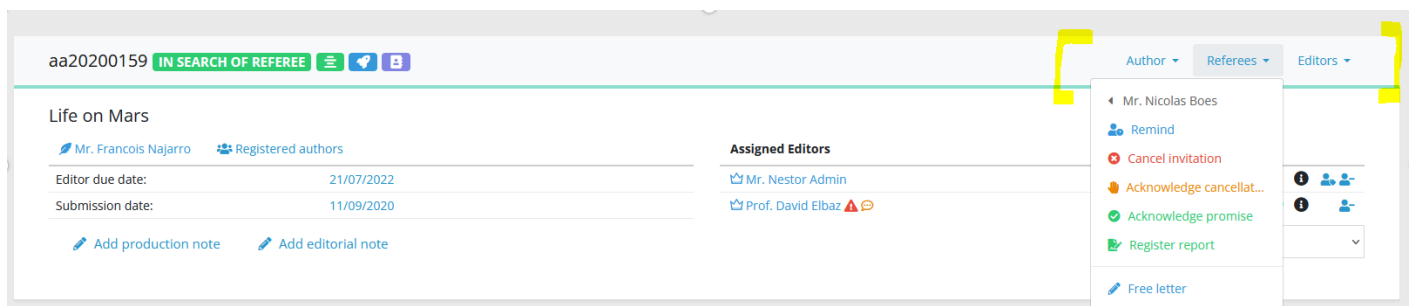 aa20200159 IN SEARCH OF REFEREE
Author Referees Editors
Life on Mars
Mr. Francois Najarro Registered authors
Editor due date: 21/07/2022
Submission date: 11/09/2020
Add production note Add editorial note
Assigned Editors
Mr. Nestor Admin
Prof. David Elbaz
Mr. Nicolas Boes
Remind
Cancel invitation
Acknowledge cancellat...
Acknowledge promise
Register report
Free letter